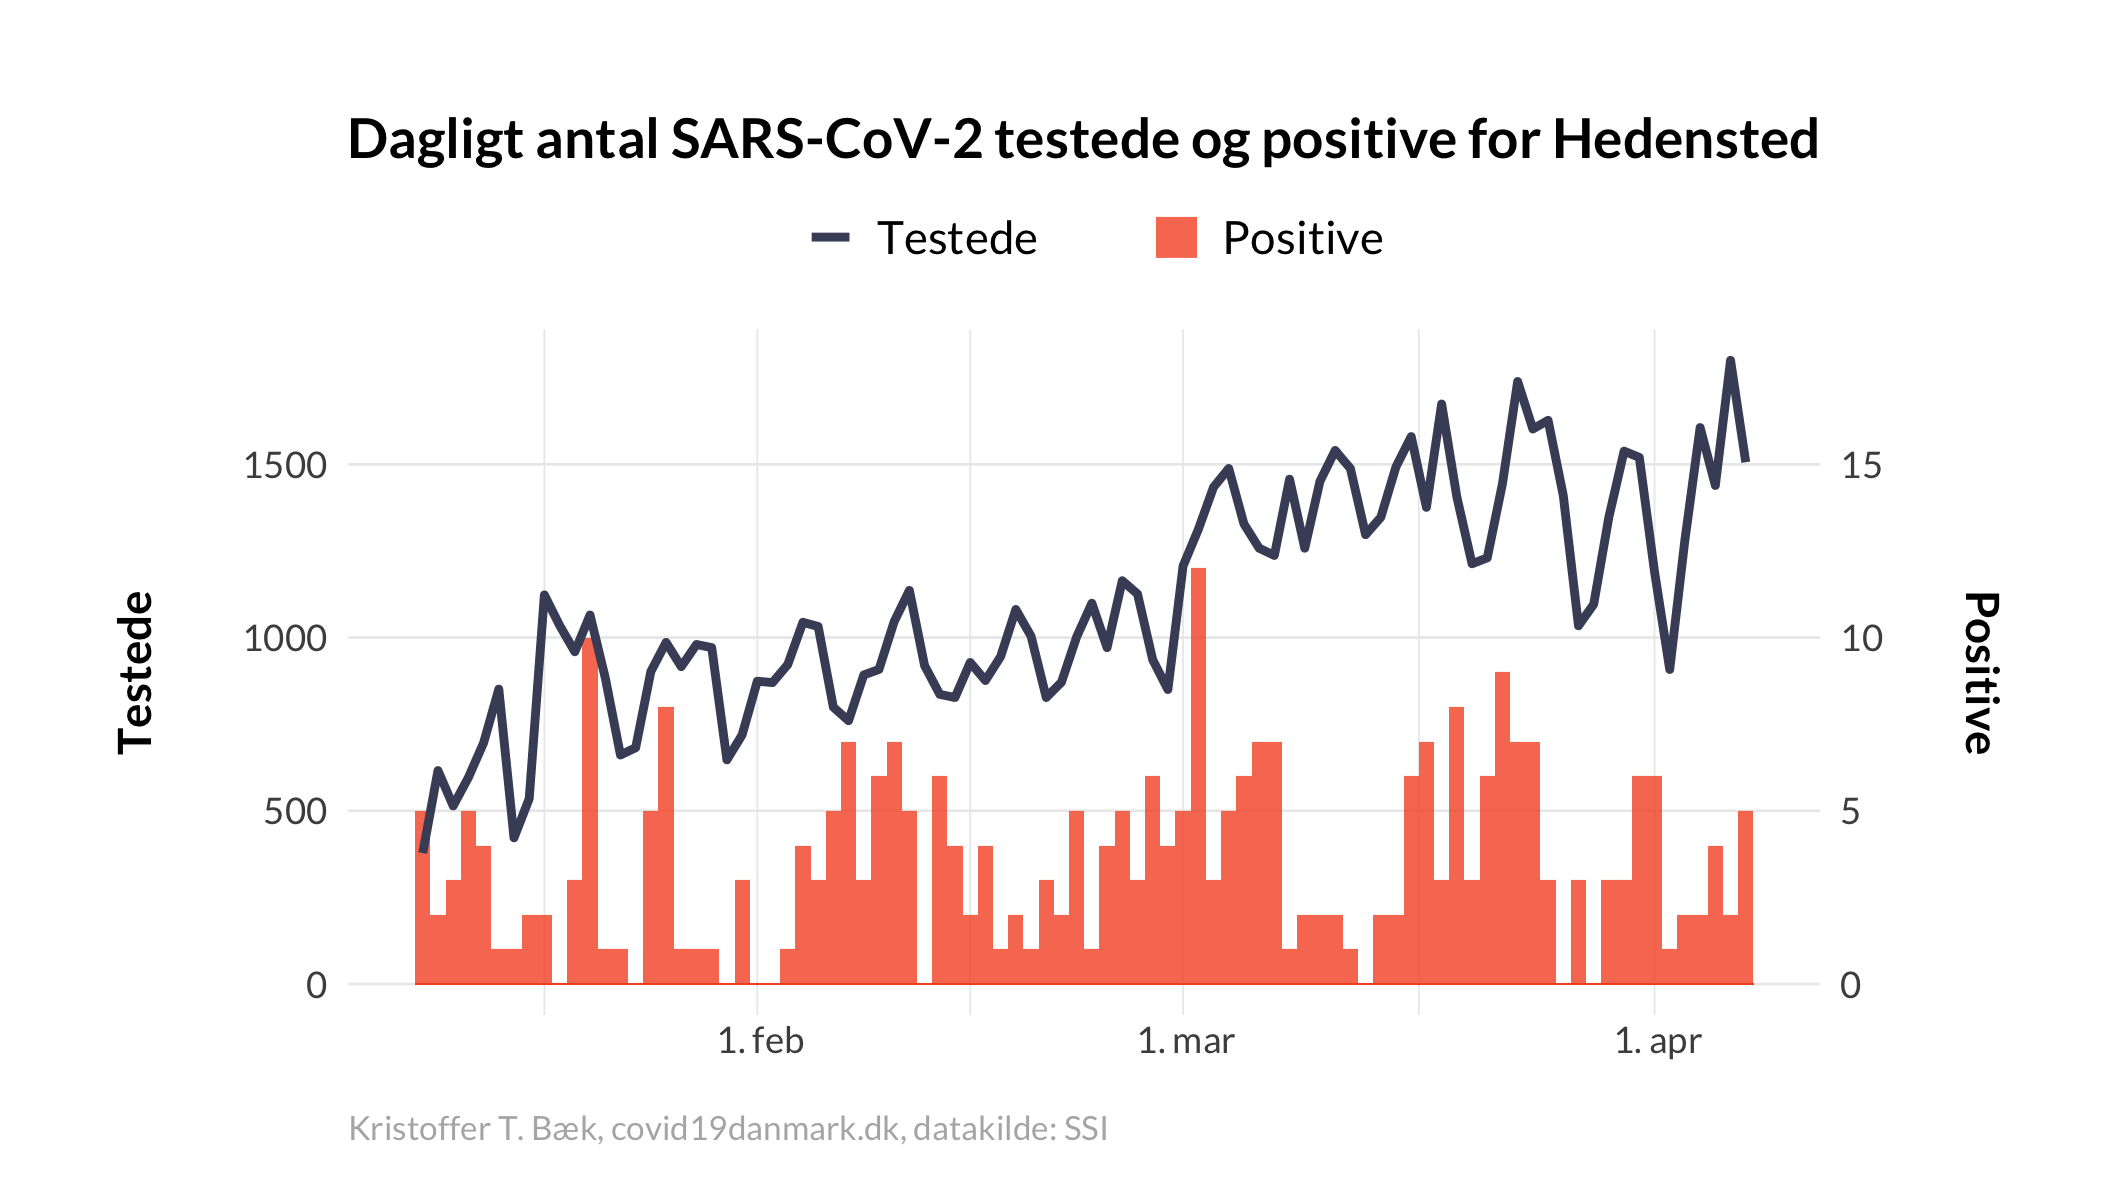 Dagligt antal SARS-CoV-2 testede og positive for Hedensted
Testede
Positive
Testede
1500
1000
500
0
15
10
5
0
Positive
1. feb
1. mar
1. apr
Kristoffer T. Bæk, covid19danmark.dk, datakilde: SSI